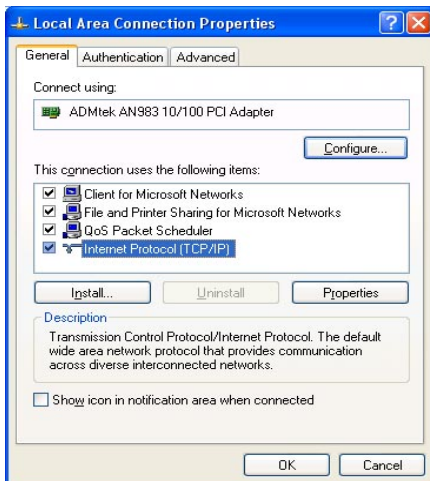 Local Area Connection Properties
General Authentication Advanced
Connect using:
ADMtek AN983 10/100 PCI Adapter
Configure...
This connection uses the following items:
Client for Microsoft Networks
File and Printer Sharing for Microsoft Networks
QoS Packet Scheduler
Internet Protocol (TCP/IP)
Install... Uninstall Properties
Description
Transmission Control Protocol/Internet Protocol. The default
wide area network protocol that provides communication
across diverse interconnected networks.
Show icon in notification area when connected
OK Cancel